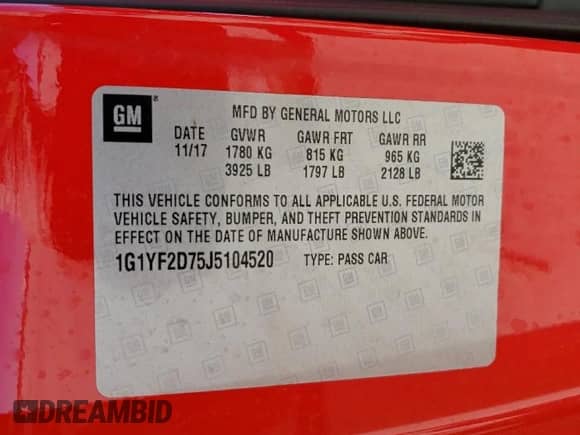 GM ®
MFD BY GENERAL MOTORS LLC
DATE GVWR GAWR FRT GAWR RR
11/17 1780 KG 815 KG 965 KG
3925 LB 1797 LB 2128 LB
THIS VEHICLE CONFORMS TO ALL APPLICABLE U.S. FEDERAL MOTOR
VEHICLE SAFETY, BUMPER, AND THEFT PREVENTION STANDARDS IN
EFFECT ON THE DATE OF MANUFACTURE SHOWN ABOVE.
1G1YF2D75J5104520 TYPE: PASS CAR
DREAMBID